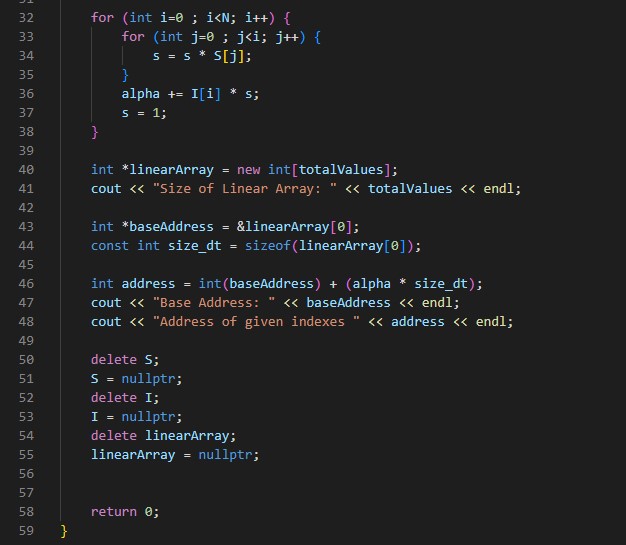 32 for (int i=0 ; i<N; i++) {
33 for (int j=0 ; j<i; j++) {
34 s = s * S[j];
35 }
36 alpha += I[i] * s;
37 s = 1;
38 }
39
40 int *linearArray = new int[totalValues];
41 cout << "Size of Linear Array: " << totalValues << endl;
42
43 int *baseAddress = &linearArray[0];
44 const int size_dt = sizeof(linearArray[0]);
45
46 int address = int(baseAddress) + (alpha * size_dt);
47 cout << "Base Address: " << baseAddress << endl;
48 cout << "Address of given indexes " << address << endl;
49
50 delete S;
51 S = nullptr;
52 delete I;
53 I = nullptr;
54 delete linearArray;
55 linearArray = nullptr;
56
57
58 return 0;
59 }